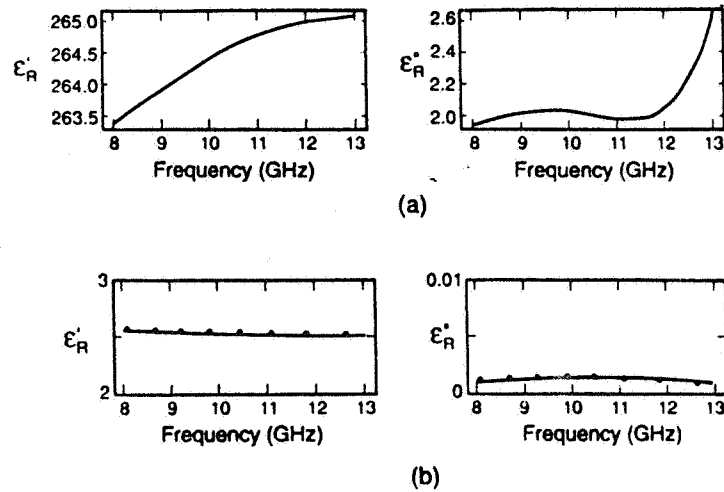 265.0
264.5
264.0
263.5
ε'R
8 9 10 11 12 13
Frequency (GHz)
2.6
2.4
2.2
2.0
ε"R
8 9 10 11 12 13
Frequency (GHz)
(a)
3
2
ε'R
8 9 10 11 12 13
Frequency (GHz)
0.01
0
ε"R
8 9 10 11 12 13
Frequency (GHz)
(b)